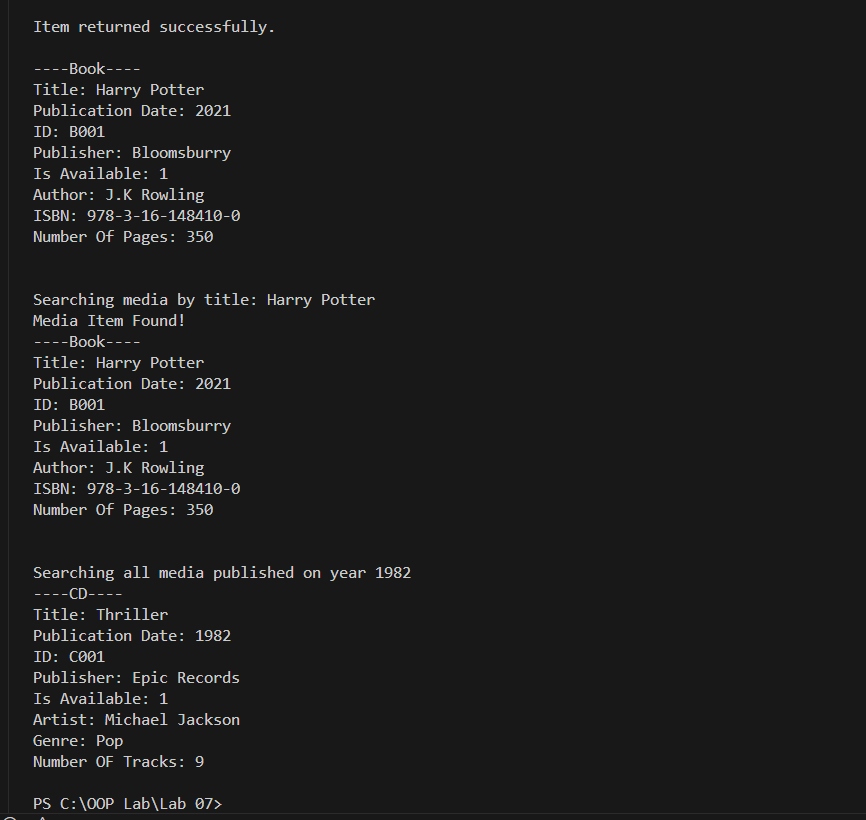 Item returned successfully.
----Book----
Title: Harry Potter
Publication Date: 2021
ID: B001
Publisher: Bloomsburry
Is Available: 1
Author: J.K Rowling
ISBN: 978-3-16-148410-0
Number Of Pages: 350
Searching media by title: Harry Potter
Media Item Found!
----Book----
Title: Harry Potter
Publication Date: 2021
ID: B001
Publisher: Bloomsburry
Is Available: 1
Author: J.K Rowling
ISBN: 978-3-16-148410-0
Number Of Pages: 350
Searching all media published on year 1982
----CD----
Title: Thriller
Publication Date: 1982
ID: C001
Publisher: Epic Records
Is Available: 1
Artist: Michael Jackson
Genre: Pop
Number OF Tracks: 9
PS C:\OOP Lab\Lab 07>